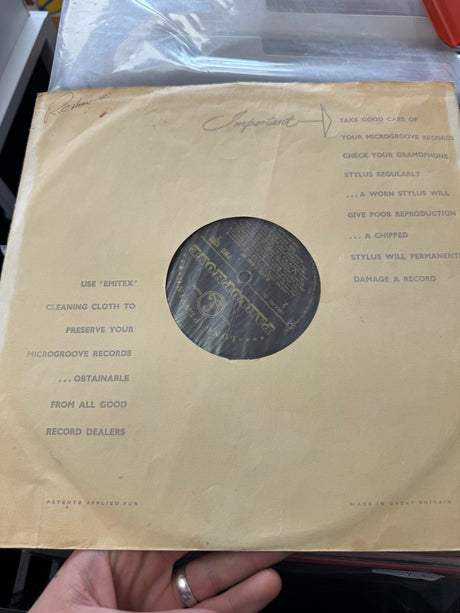 Important
TAKE GOOD CARE OF
YOUR MICROGROOVE RECORDS
CHECK YOUR GRAMOPHONE
STYLUS REGULARLY
... A WORN STYLUS WILL
GIVE POOR REPRODUCTION
... A CHIPPED
STYLUS WILL PERMANENT
DAMAGE A RECORD
USE 'EMITEX'
CLEANING CLOTH TO
PRESERVE YOUR
MICROGROOVE RECORDS
... OBTAINABLE
FROM ALL GOOD
RECORD DEALERS
PARLOPHONE
PATENTS APPLIED FOR
MADE IN GREAT BRITAIN